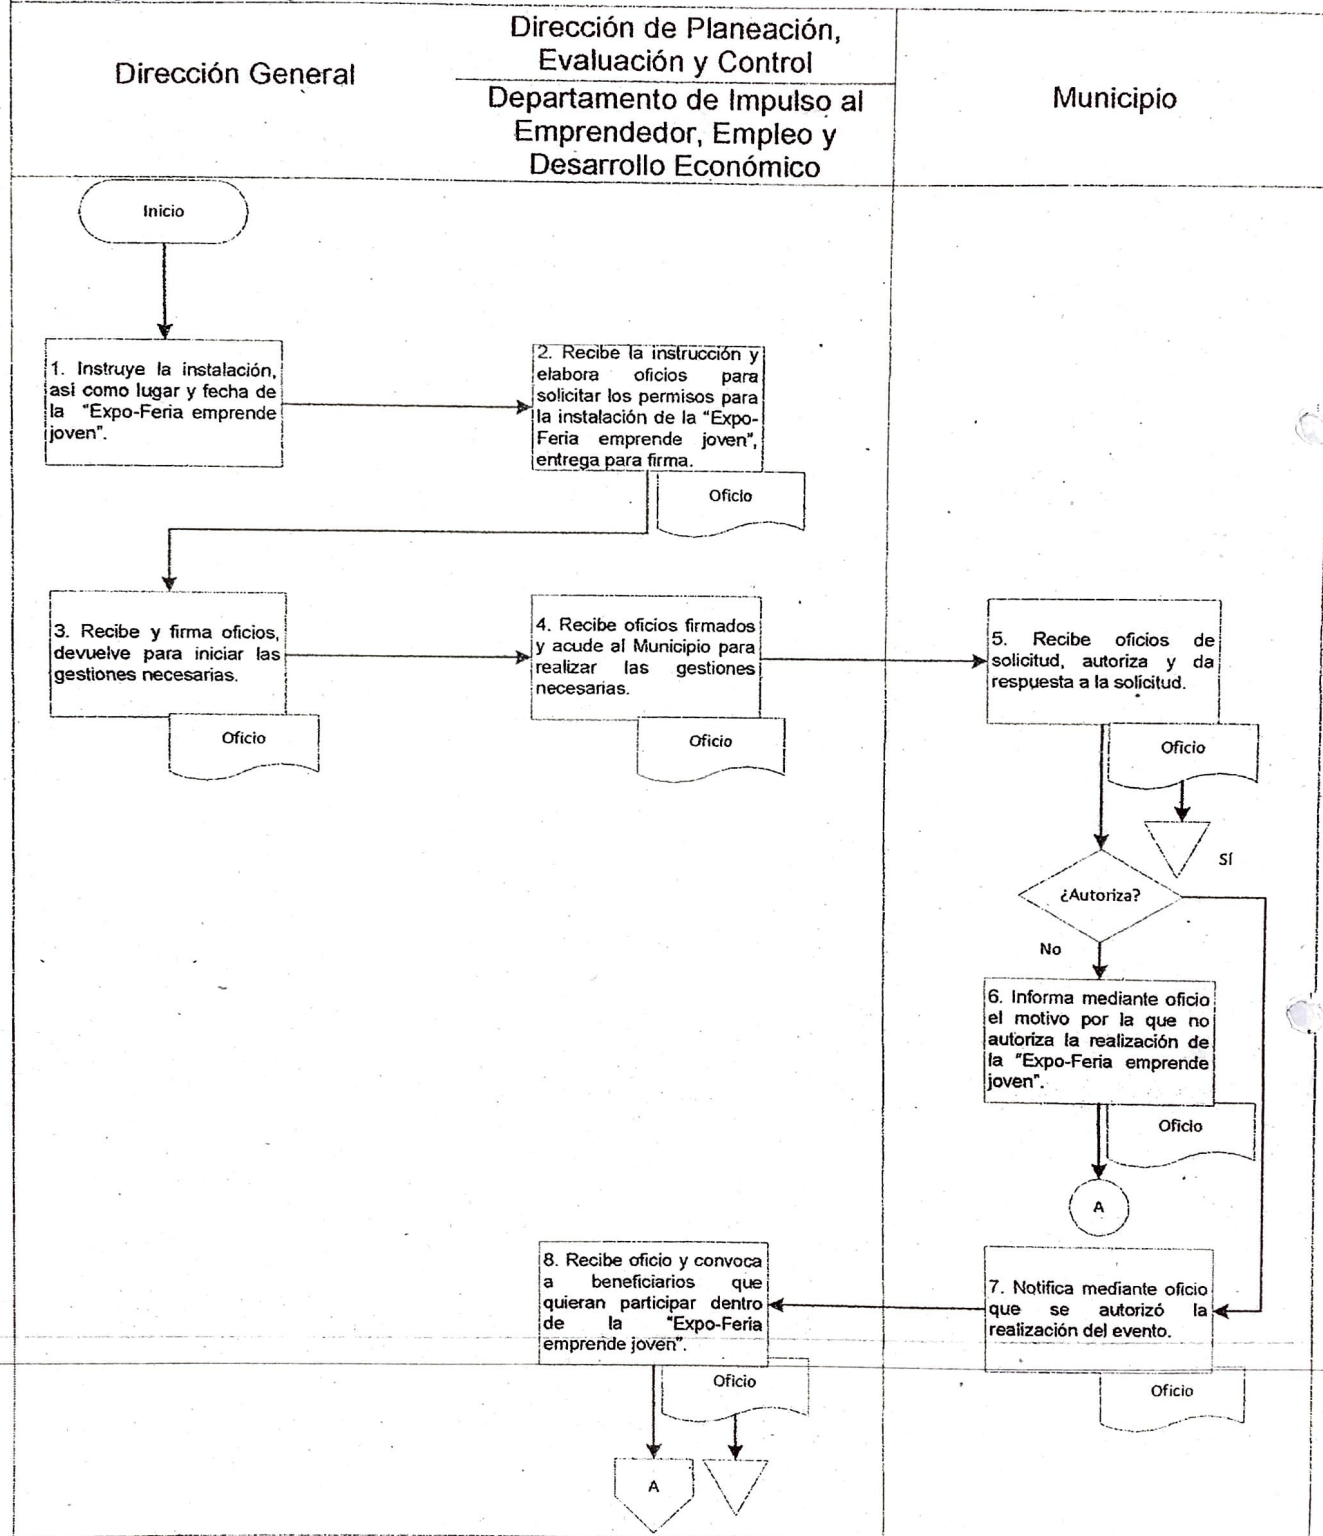 Dirección General
Dirección de Planeación,
Evaluación y Control
Departamento de Impulso al
Emprendedor, Empleo y
Desarrollo Económico
Municipio
Inicio
1. Instruye la instalación,
así como lugar y fecha de
la "Expo-Feria emprende
joven".
2. Recibe la instrucción y
elabora oficios para
solicitar los permisos para
la instalación de la "Expo-
Feria emprende joven",
entrega para firma.
Oficio
3. Recibe y firma oficios,
devuelve para iniciar las
gestiones necesarias.
Oficio
4. Recibe oficios firmados
y acude al Municipio para
realizar las gestiones
necesarias.
Oficio
5. Recibe oficios de
solicitud, autoriza y da
respuesta a la solicitud.
Oficio
SÍ
¿Autoriza?
No
6. Informa mediante oficio
el motivo por la que no
autoriza la realización de
la "Expo-Feria emprende
joven".
Oficio
A
7. Notifica mediante oficio
que se autorizó la
realización del evento.
Oficio
8. Recibe oficio y convoca
a beneficiarios que
quieran participar dentro
de la "Expo-Feria
emprende joven".
Oficio
A